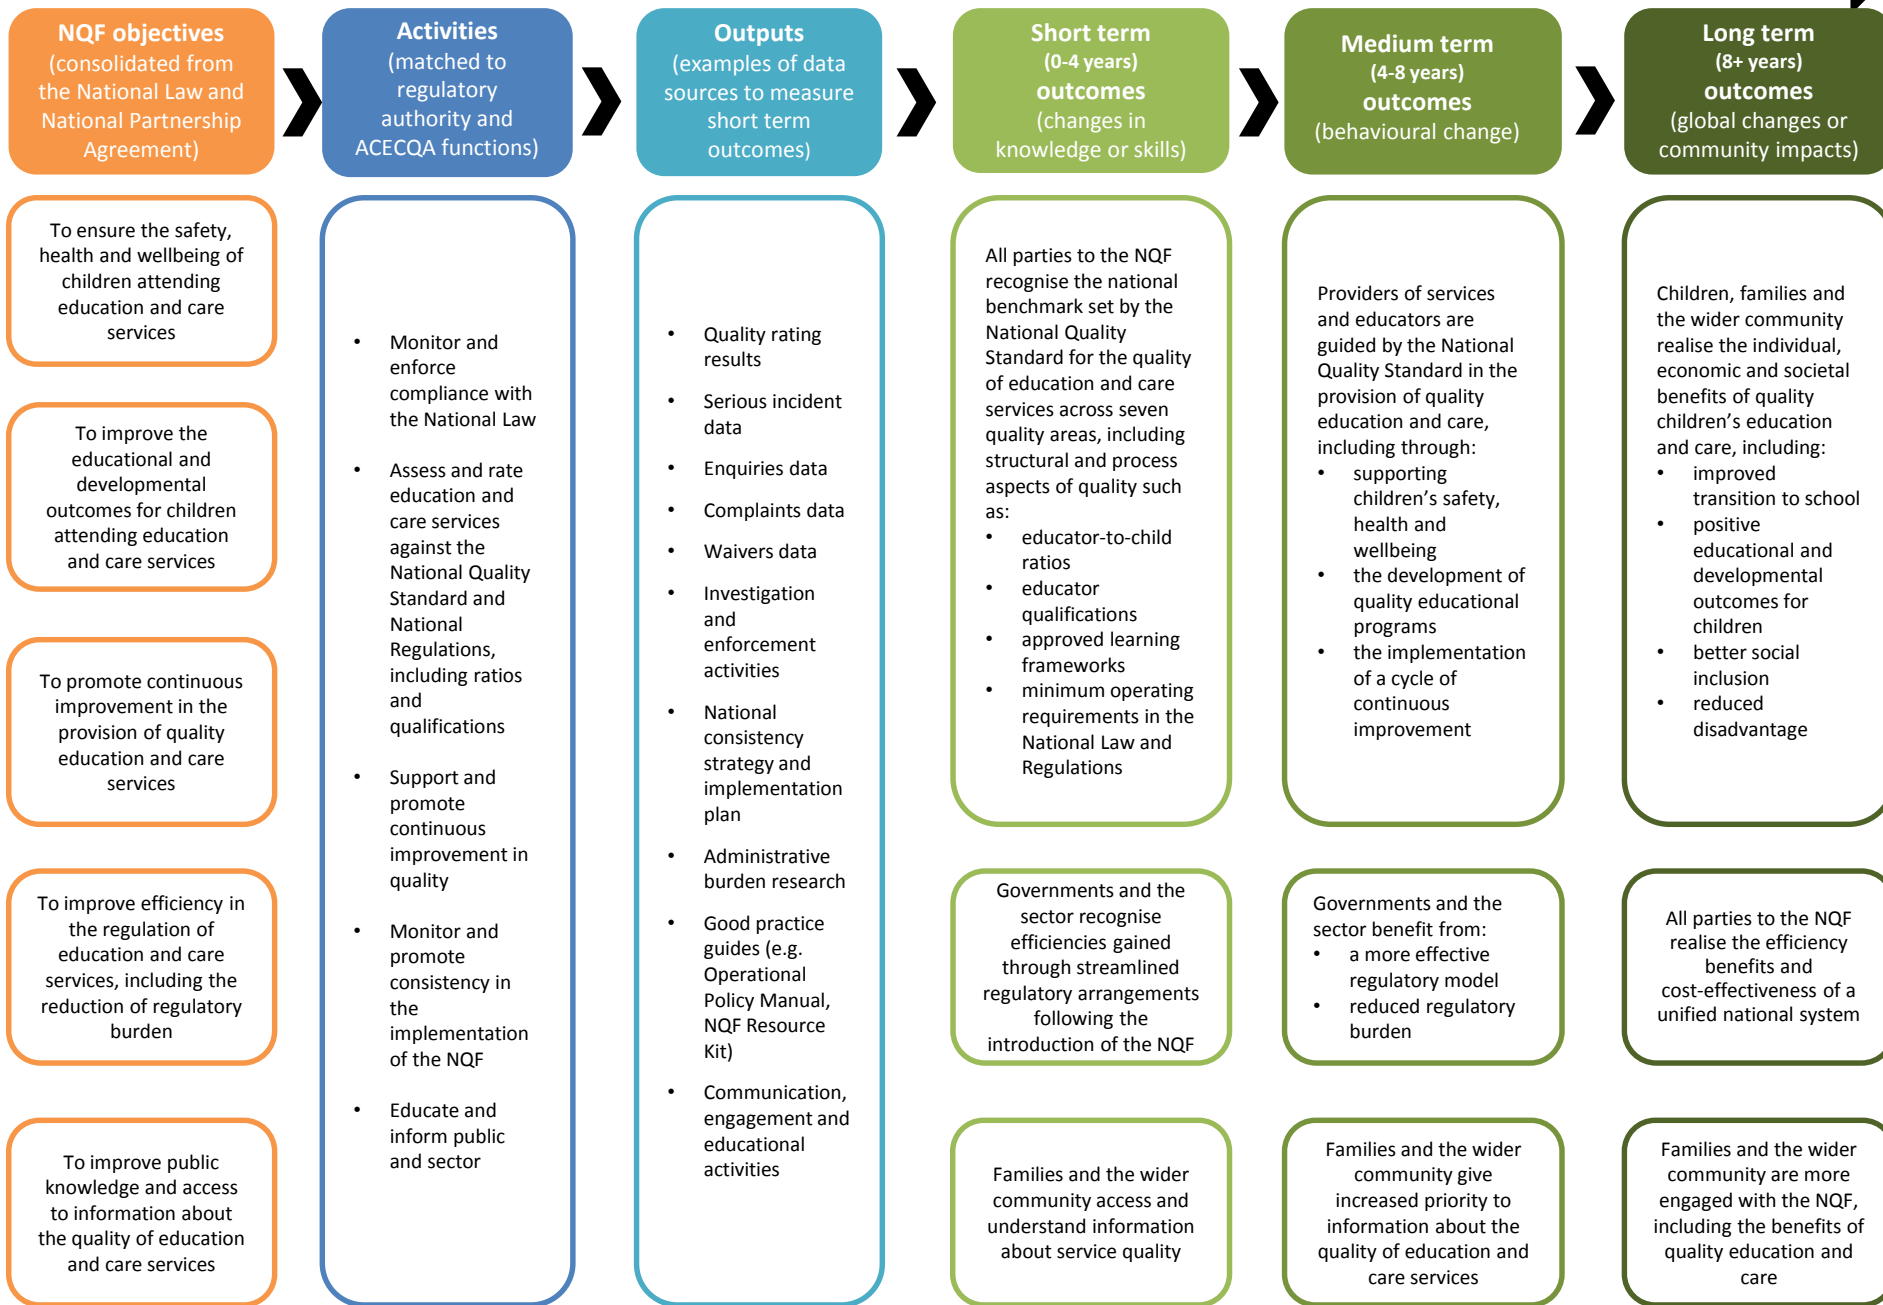 NQF objectives
(consolidated from
the National Law and
National Partnership
Agreement)
Activities
(matched to
regulatory
authority and
ACECQA functions)
Outputs
(examples of data
sources to measure
short term
outcomes)
Short term
(0-4 years)
outcomes
(changes in
knowledge or skills)
Medium term
(4-8 years)
outcomes
(behavioural change)
Long term
(8+ years)
outcomes
(global changes or
community impacts)
To ensure the safety,
health and wellbeing of
children attending
education and care
services
To improve the
educational and
developmental
outcomes for children
attending education
and care services
To promote continuous
improvement in the
provision of quality
education and care
services
To improve efficiency in
the regulation of
education and care
services, including the
reduction of regulatory
burden
To improve public
knowledge and access
to information about
the quality of education
and care services
• Monitor and
enforce
compliance with
the National Law
• Assess and rate
education and
care services
against the
National Quality
Standard and
National
Regulations,
including ratios
and
qualifications
• Support and
promote
continuous
improvement in
quality
• Monitor and
promote
consistency in
the
implementation
of the NQF
• Educate and
inform public
and sector
• Quality rating
results
• Serious incident
data
• Enquiries data
• Complaints data
• Waivers data
• Investigation
and
enforcement
activities
• National
consistency
strategy and
implementation
plan
• Administrative
burden research
• Good practice
guides (e.g.
Operational
Policy Manual,
NQF Resource
Kit)
• Communication,
engagement and
educational
activities
All parties to the NQF
recognise the national
benchmark set by the
National Quality
Standard for the quality
of education and care
services across seven
quality areas, including
structural and process
aspects of quality such
as:
• educator-to-child
ratios
• educator
qualifications
• approved learning
frameworks
• minimum operating
requirements in the
National Law and
Regulations
Governments and the
sector recognise
efficiencies gained
through streamlined
regulatory arrangements
following the
introduction of the NQF
Families and the wider
community access and
understand information
about service quality
Providers of services
and educators are
guided by the National
Quality Standard in the
provision of quality
education and care,
including through:
• supporting
children’s safety,
health and
wellbeing
• the development of
quality educational
programs
• the implementation
of a cycle of
continuous
improvement
Governments and the
sector benefit from:
• a more effective
regulatory model
• reduced regulatory
burden
Families and the wider
community give
increased priority to
information about the
quality of education and
care services
Children, families and
the wider community
realise the individual,
economic and societal
benefits of quality
children’s education
and care, including:
• improved
transition to school
• positive
educational and
developmental
outcomes for
children
• better social
inclusion
• reduced
disadvantage
All parties to the NQF
realise the efficiency
benefits and
cost-effectiveness of a
unified national system
Families and the wider
community are more
engaged with the NQF,
including the benefits of
quality education and
care